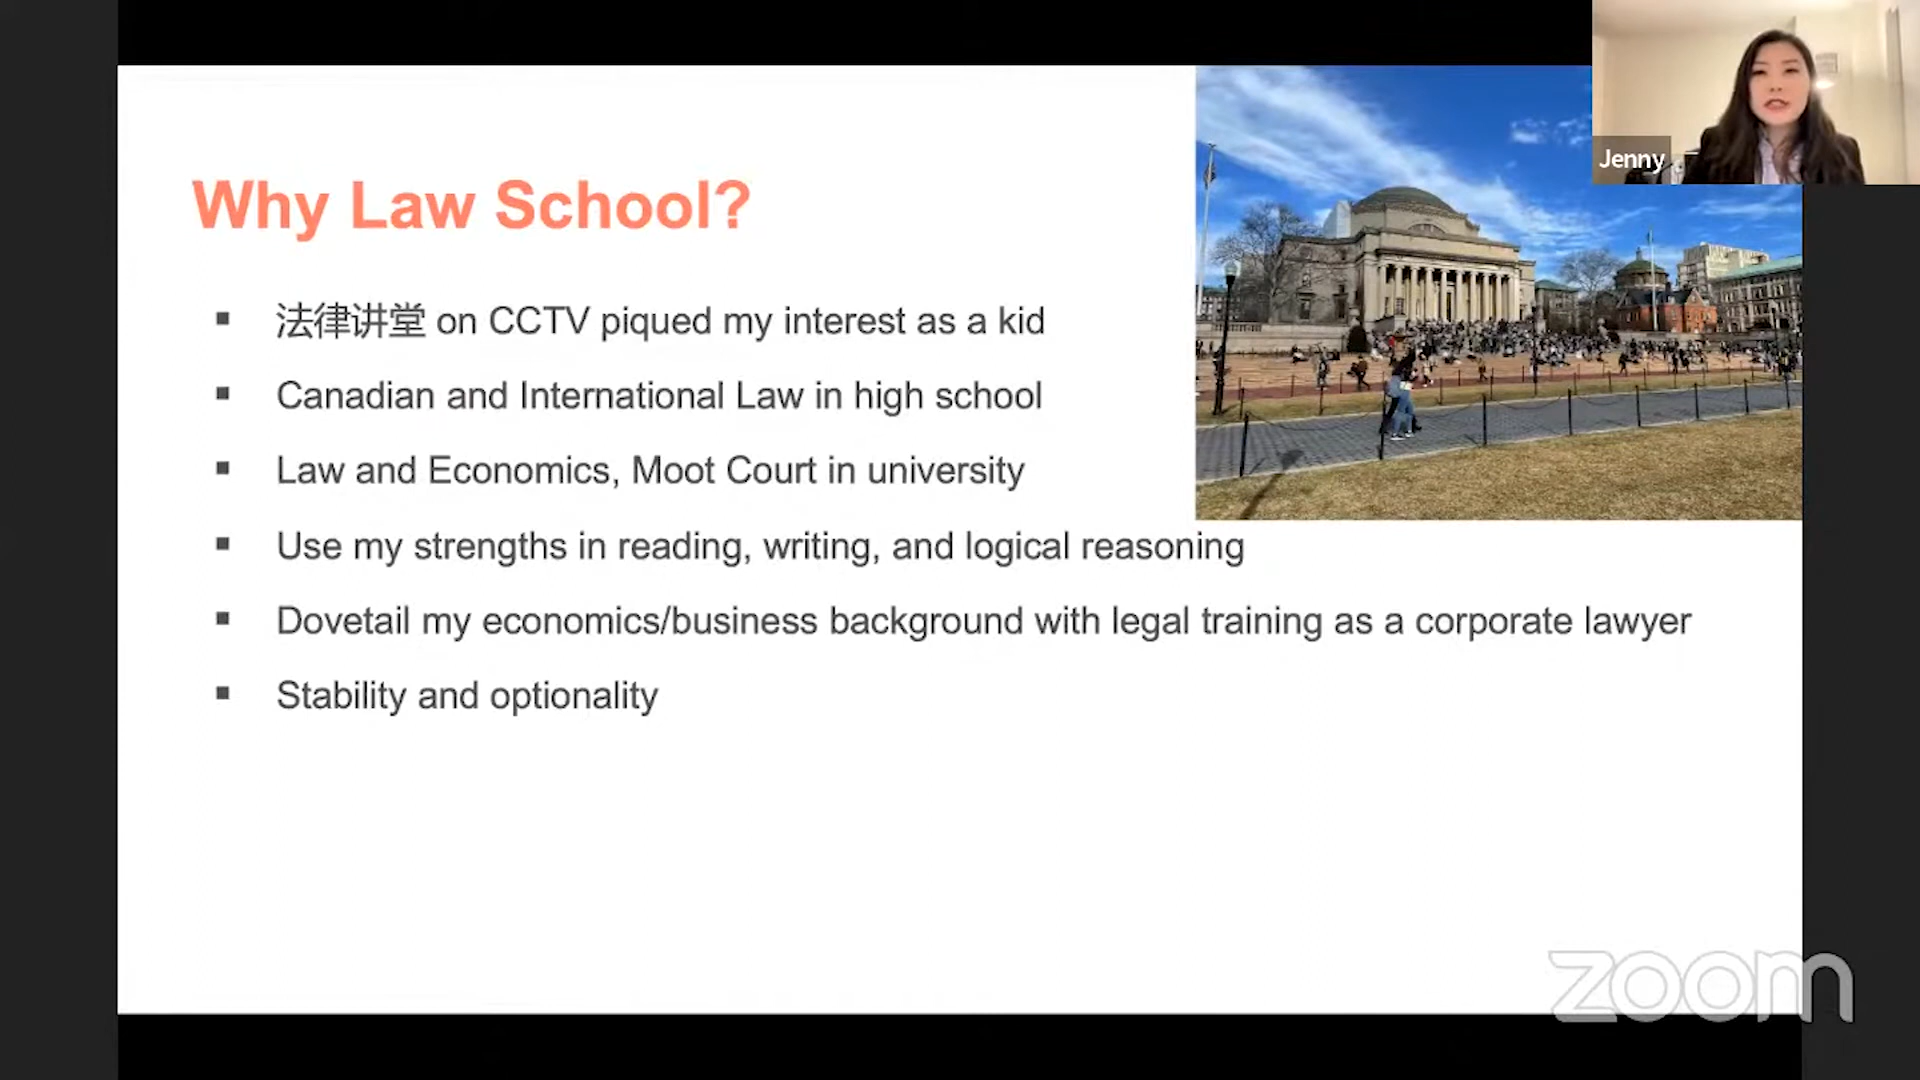 Jenny
Why Law School?
法律讲堂 on CCTV piqued my interest as a kid
Canadian and International Law in high school
Law and Economics, Moot Court in university
Use my strengths in reading, writing, and logical reasoning
Dovetail my economics/business background with legal training as a corporate lawyer
Stability and optionality
zoom